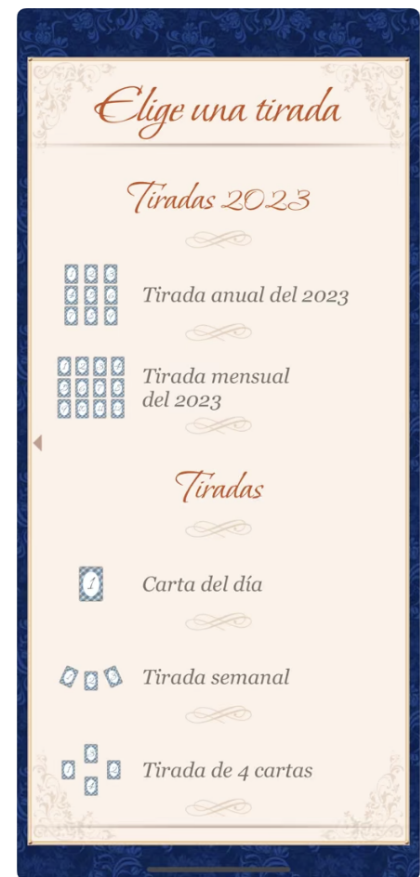 Elige una tirada
Tiradas 2023
Tirada anual del 2023
Tirada mensual
del 2023
Tiradas
1
Carta del día
Tirada semanal
Tirada de 4 cartas